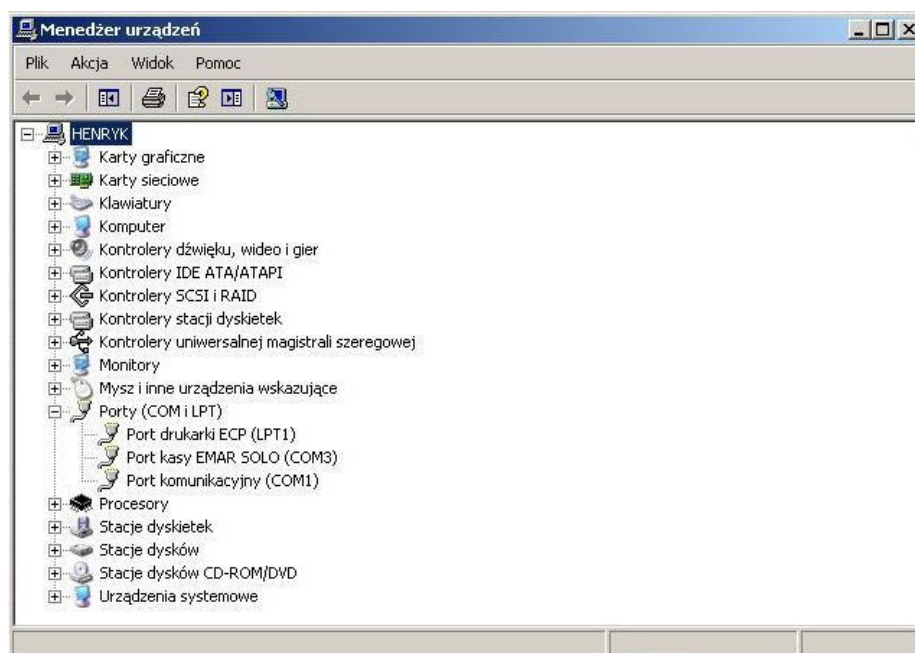 Menedżer urządzeń
Plik Akcja Widok Pomoc
HENRYK
Karty graficzne
Karty sieciowe
Klawiatury
Komputer
Kontrolery dźwięku, wideo i gier
Kontrolery IDE ATA/ATAPI
Kontrolery SCSI i RAID
Kontrolery stacji dyskietek
Kontrolery uniwersalnej magistrali szeregowej
Monitory
Mysz i inne urządzenia wskazujące
Porty (COM i LPT)
Port drukarki ECP (LPT1)
Port kasy EMAR SOLO (COM3)
Port komunikacyjny (COM1)
Procesory
Stacje dyskietek
Stacje dysków
Stacje dysków CD-ROM/DVD
Urządzenia systemowe